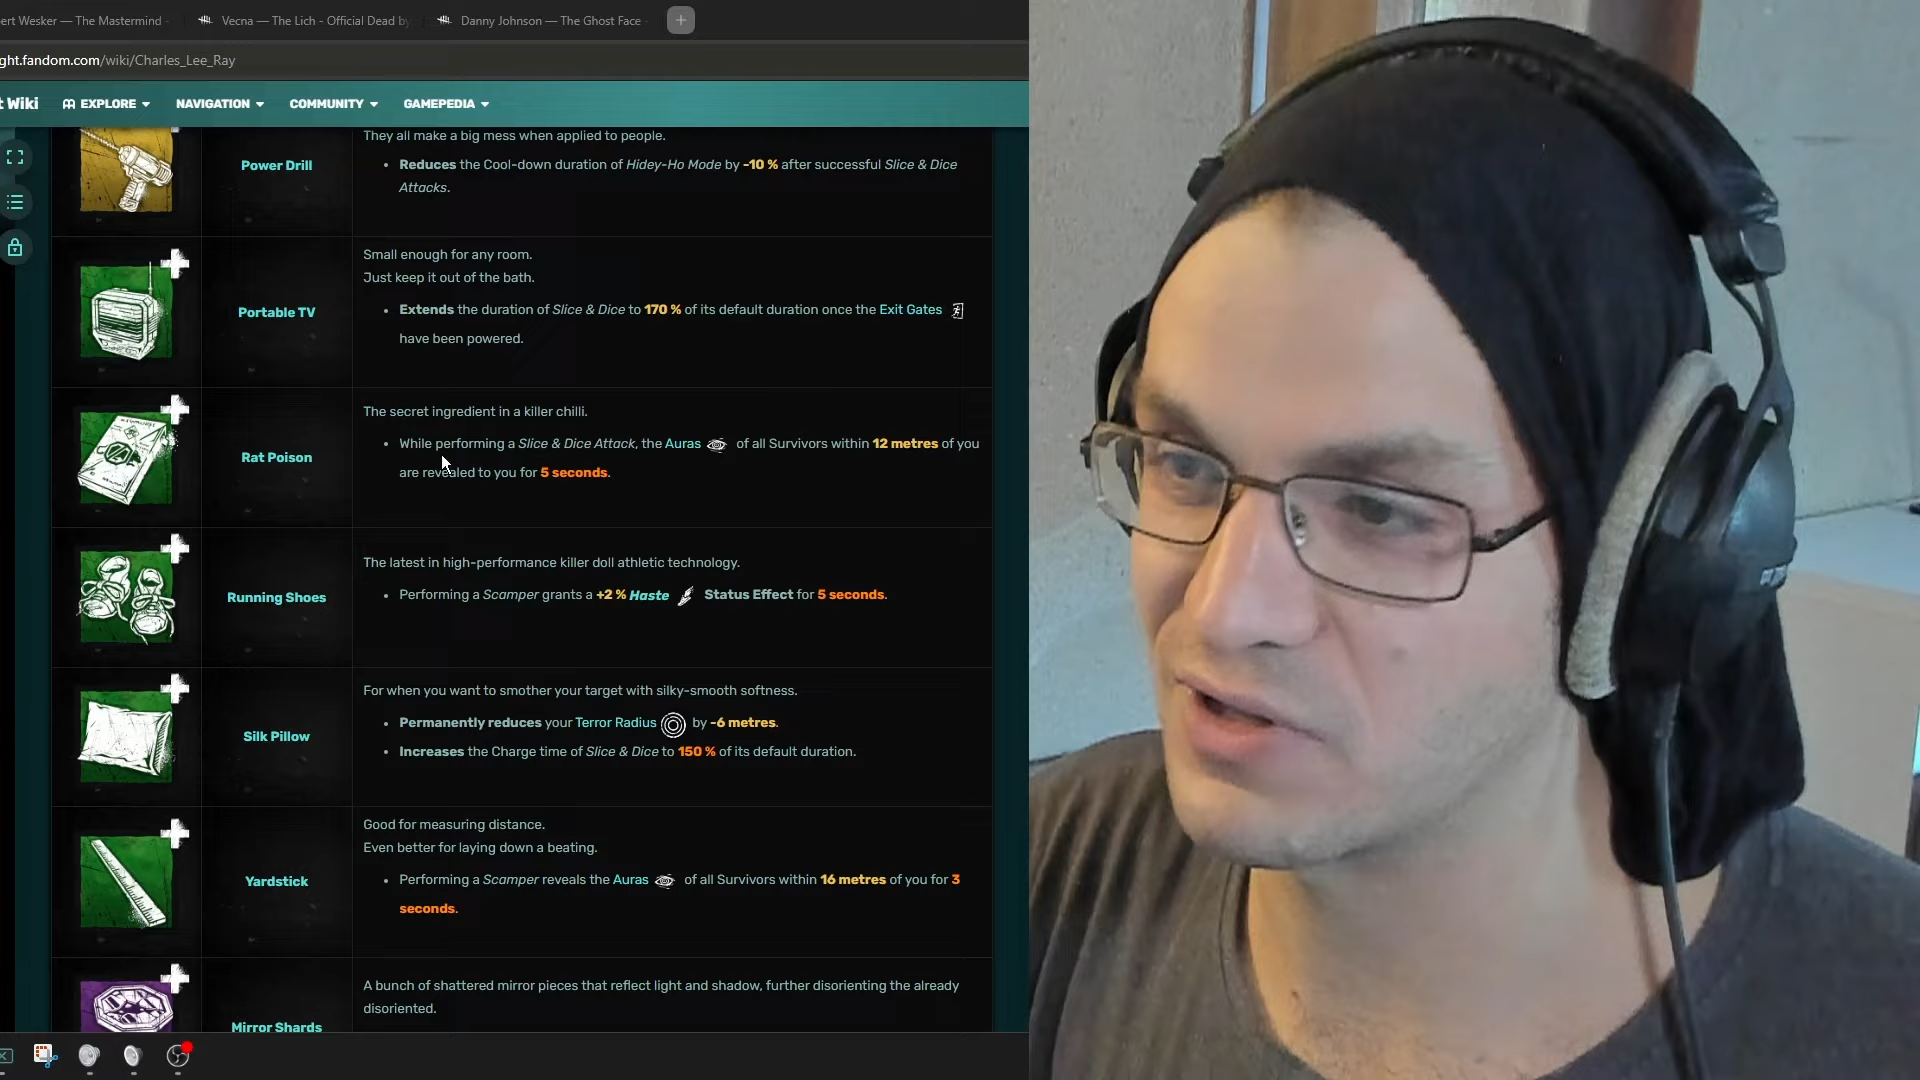 ert Wesker — The Mastermind -
Vecna — The Lich - Official Dead by
Danny Johnson — The Ghost Face -
ght.fandom.com/wiki/Charles_Lee_Ray
t Wiki
EXPLORE
NAVIGATION
COMMUNITY
GAMEPEDIA
They all make a big mess when applied to people.
Power Drill
• Reduces the Cool-down duration of Hidey-Ho Mode by -10 % after successful Slice & Dice
Attacks.
Small enough for any room.
Just keep it out of the bath.
Portable TV
• Extends the duration of Slice & Dice to 170 % of its default duration once the Exit Gates
have been powered.
The secret ingredient in a killer chilli.
Rat Poison
• While performing a Slice & Dice Attack, the Auras of all Survivors within 12 metres of you
are revealed to you for 5 seconds.
The latest in high-performance killer doll athletic technology.
Running Shoes
• Performing a Scamper grants a +2 % Haste Status Effect for 5 seconds.
For when you want to smother your target with silky-smooth softness.
Silk Pillow
• Permanently reduces your Terror Radius by -6 metres.
• Increases the Charge time of Slice & Dice to 150 % of its default duration.
Good for measuring distance.
Even better for laying down a beating.
Yardstick
• Performing a Scamper reveals the Auras of all Survivors within 16 metres of you for 3
seconds.
A bunch of shattered mirror pieces that reflect light and shadow, further disorienting the already
disoriented.
Mirror Shards